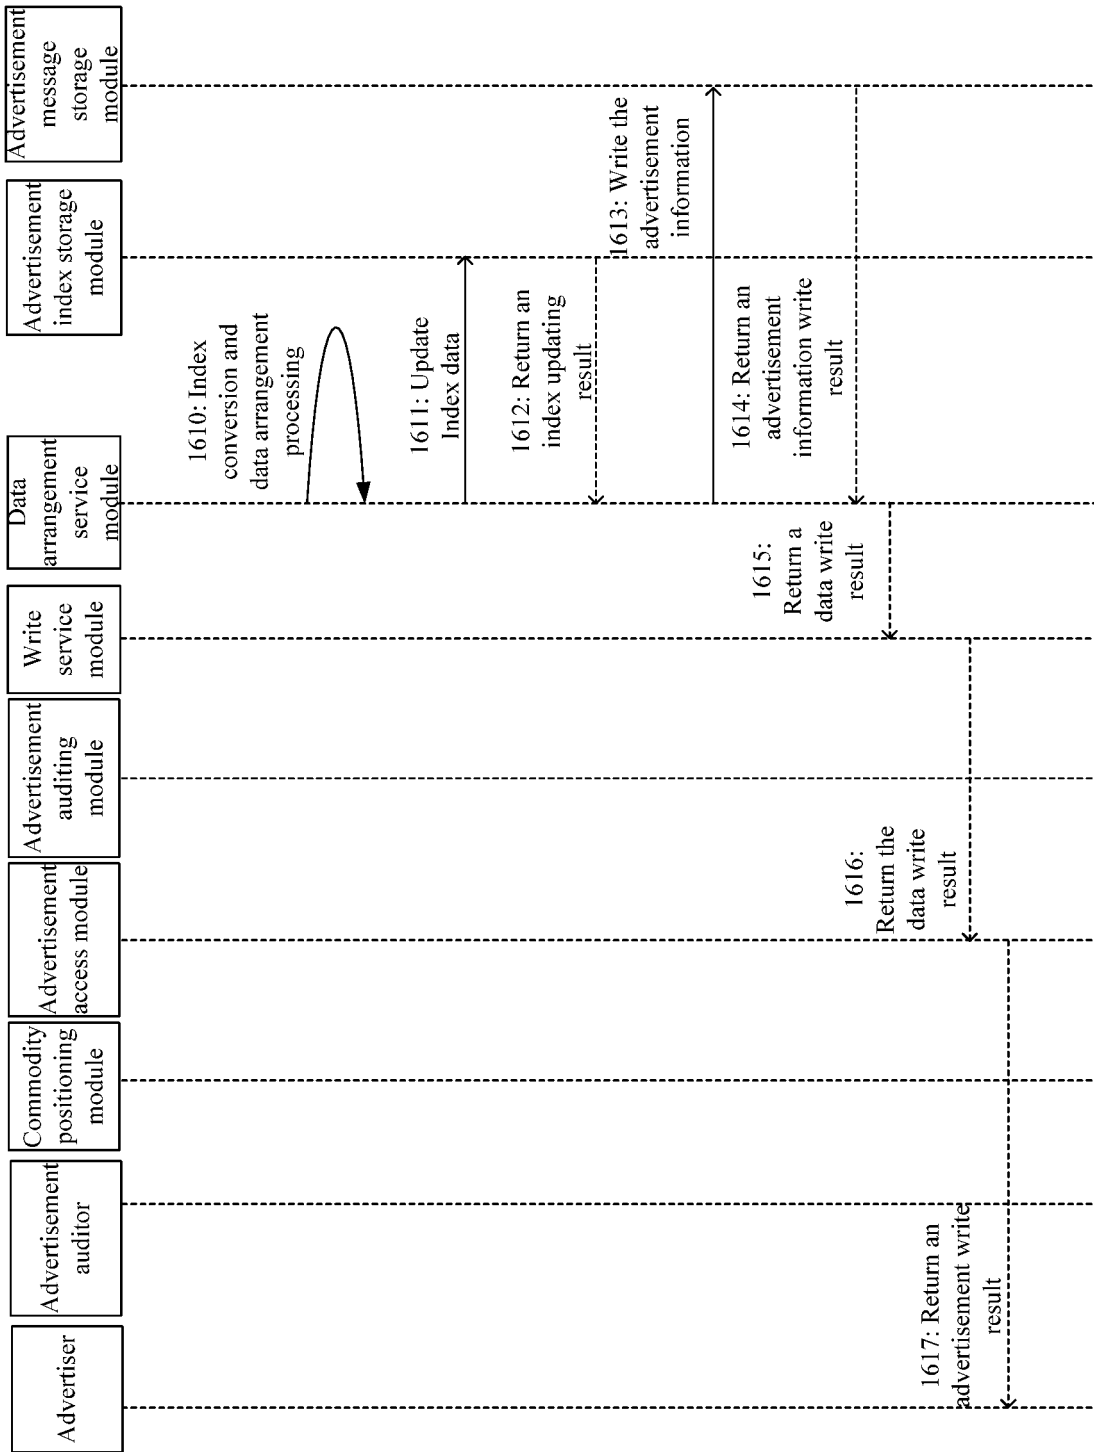 Advertiser
Advertisement
auditor
Commodity
positioning
module
Advertisement
access module
Advertisement
auditing
module
Write
service
module
Data
arrangement
service
module
Advertisement
index storage
module
Advertisement
message
storage
module
1610: Index
conversion and
data arrangement
processing
1611: Update
Index data
1612: Return an
index updating
result
1613: Write the
advertisement
information
1614: Return an
advertisement
information write
result
1615:
Return a
data write
result
1616:
Return the
data write
result
1617: Return an
advertisement write
result